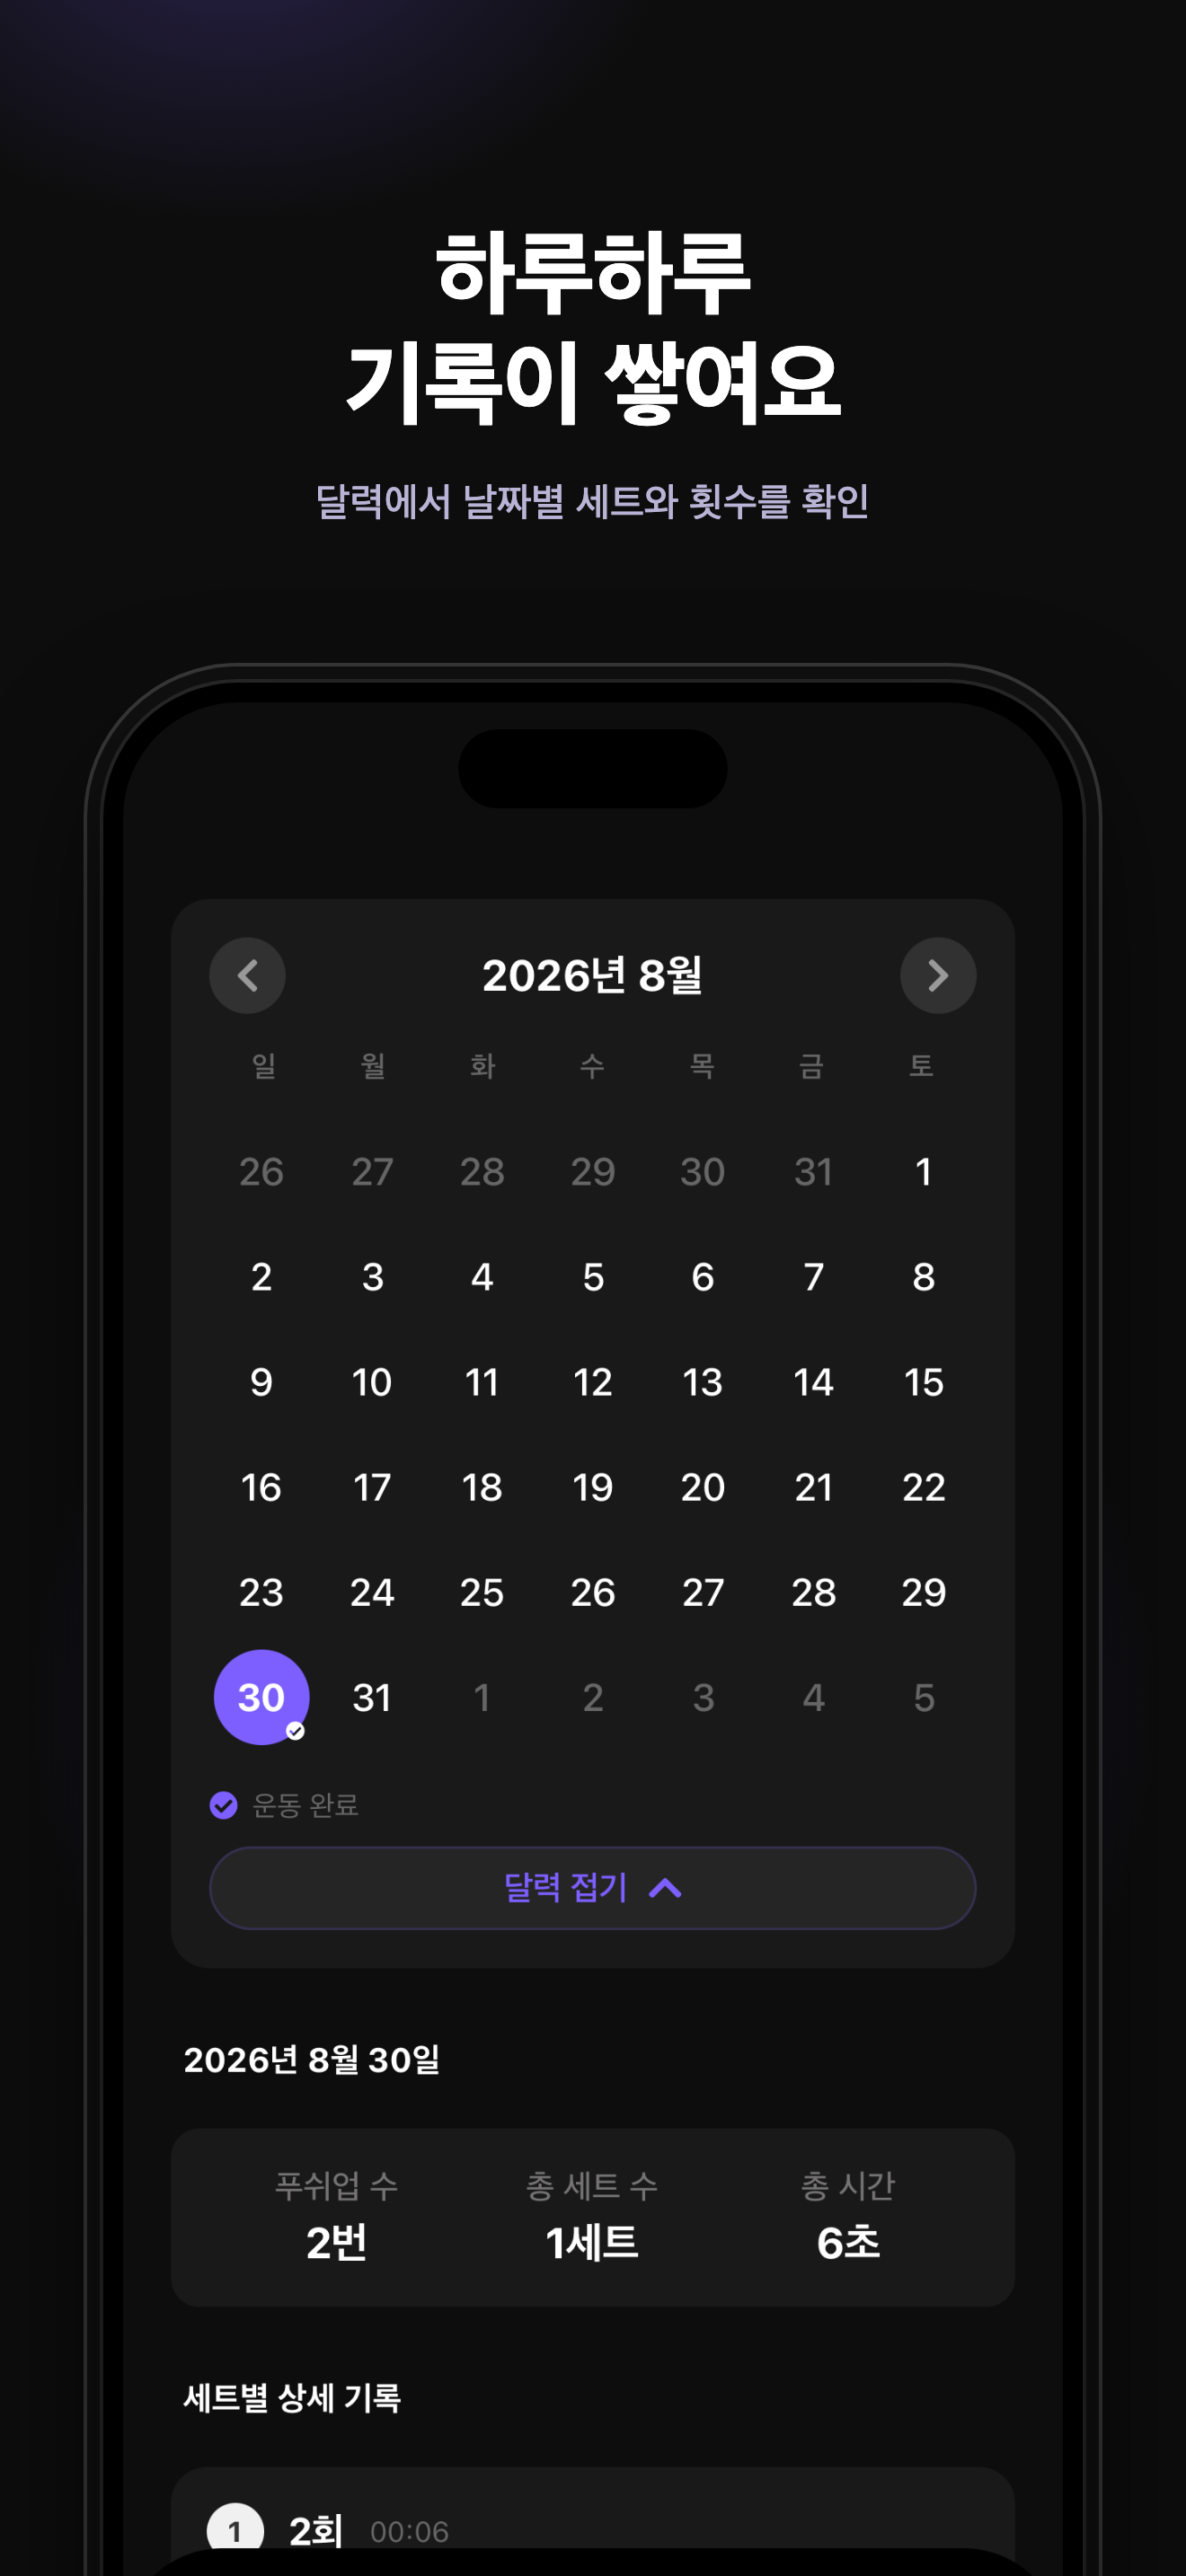 하루하루
기록이 쌓여요
달력에서 날짜별 세트와 횟수를 확인
2026년 8월
일 월 화 수 목 금 토
26 27 28 29 30 31 1
2 3 4 5 6 7 8
9 10 11 12 13 14 15
16 17 18 19 20 21 22
23 24 25 26 27 28 29
30 31 1 2 3 4 5
운동 완료
달력 접기
2026년 8월 30일
푸쉬업 수 총 세트 수 총 시간
2번 1세트 6초
세트별 상세 기록
1 2회 00:06